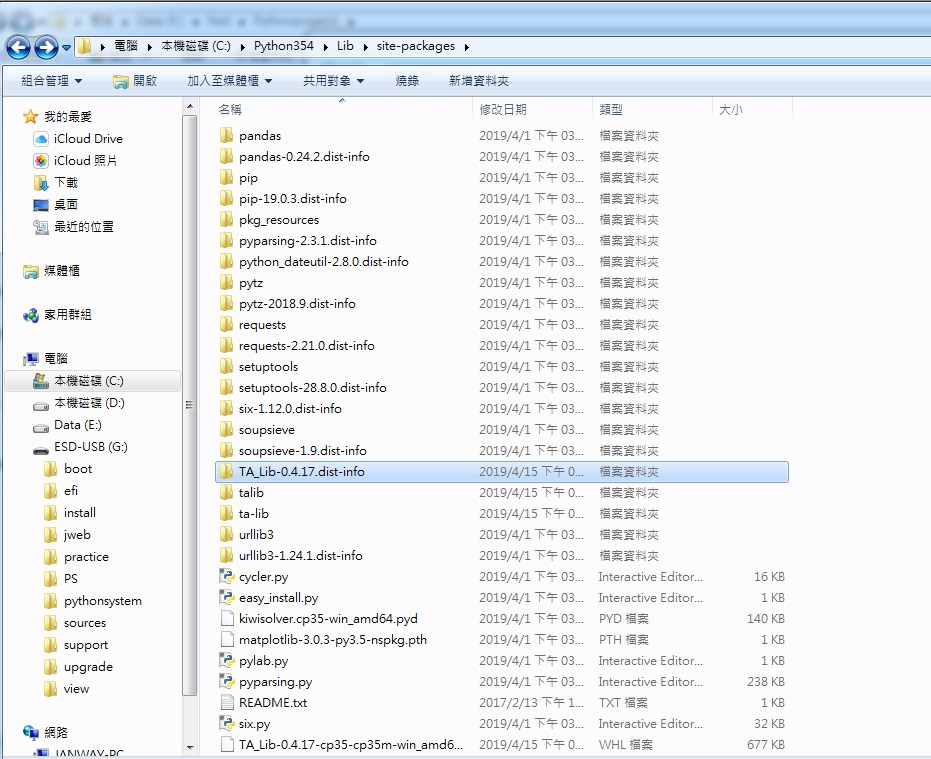 電腦 本機磁碟 (C:) Python354 Lib site-packages
組合管理 開啟 加入至媒體櫃 共用對象 燒錄 新增資料夾
我的最愛
iCloud Drive
iCloud 照片
下載
桌面
最近的位置
媒體櫃
家用群組
電腦
本機磁碟 (C:)
本機磁碟 (D:)
Data (E:)
ESD-USB (G:)
boot
efi
install
jweb
practice
PS
pythonsystem
sources
support
upgrade
view
網路
JANWAY-PC
名稱 修改日期 類型 大小
pandas 2019/4/1 下午 03... 檔案資料夾
pandas-0.24.2.dist-info 2019/4/1 下午 03... 檔案資料夾
pip 2019/4/1 下午 03... 檔案資料夾
pip-19.0.3.dist-info 2019/4/1 下午 03... 檔案資料夾
pkg_resources 2019/4/1 下午 03... 檔案資料夾
pyparsing-2.3.1.dist-info 2019/4/1 下午 03... 檔案資料夾
python_dateutil-2.8.0.dist-info 2019/4/1 下午 03... 檔案資料夾
pytz 2019/4/1 下午 03... 檔案資料夾
pytz-2018.9.dist-info 2019/4/1 下午 03... 檔案資料夾
requests 2019/4/1 下午 03... 檔案資料夾
requests-2.21.0.dist-info 2019/4/1 下午 03... 檔案資料夾
setuptools 2019/4/1 下午 03... 檔案資料夾
setuptools-28.8.0.dist-info 2019/4/1 下午 03... 檔案資料夾
six-1.12.0.dist-info 2019/4/1 下午 03... 檔案資料夾
soupsieve 2019/4/1 下午 03... 檔案資料夾
soupsieve-1.9.dist-info 2019/4/1 下午 03... 檔案資料夾
TA_Lib-0.4.17.dist-info 2019/4/15 下午 0... 檔案資料夾
talib 2019/4/15 下午 0... 檔案資料夾
ta-lib 2019/4/15 下午 0... 檔案資料夾
urllib3 2019/4/1 下午 03... 檔案資料夾
urllib3-1.24.1.dist-info 2019/4/1 下午 03... 檔案資料夾
cycler.py 2019/4/1 下午 03... Interactive Editor... 16 KB
easy_install.py 2019/4/1 下午 03... Interactive Editor... 1 KB
kiwisolver.cp35-win_amd64.pyd 2019/4/1 下午 03... PYD 檔案 140 KB
matplotlib-3.0.3-py3.5-nspkg.pth 2019/4/1 下午 03... PTH 檔案 1 KB
pylab.py 2019/4/1 下午 03... Interactive Editor... 1 KB
pyparsing.py 2019/4/1 下午 03... Interactive Editor... 238 KB
README.txt 2017/2/13 下午 1... TXT 檔案 1 KB
six.py 2019/4/1 下午 03... Interactive Editor... 32 KB
TA_Lib-0.4.17-cp35-cp35m-win_amd6... 2019/4/15 下午 0... WHL 檔案 677 KB